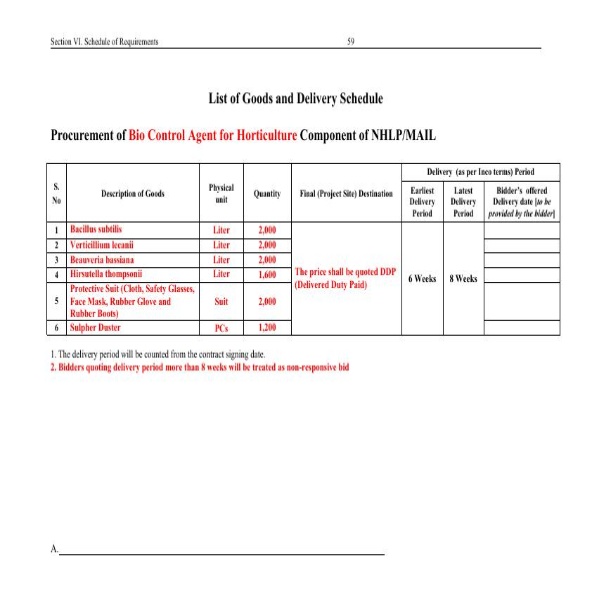 Section VI. Schedule of Requirements 59
List of Goods and Delivery Schedule
Procurement of Bio Control Agent for Horticulture Component of NHLP/MAIL
S. No Description of Goods Physical unit Quantity Final (Project Site) Destination Delivery (as per Inco terms) Period
Earliest Delivery Period Latest Delivery Period Bidder's offered Delivery date [to be provided by the bidder]
1 Bacillus subtilis Liter 2,000
2 Verticillium lecanii Liter 2,000
3 Beauveria bassiana Liter 2,000
4 Hirsutella thompsonii Liter 1,600
The price shall be quoted DDP (Delivered Duty Paid) 6 Weeks 8 Weeks
5 Protective Suit (Cloth, Safety Glasses, Face Mask, Rubber Glove and Rubber Boots) Suit 2,000
6 Sulpher Duster PCs 1,200
1. The delivery period will be counted from the contract signing date.
2. Bidders quoting delivery period more than 8 weeks will be treated as non-responsive bid
A.